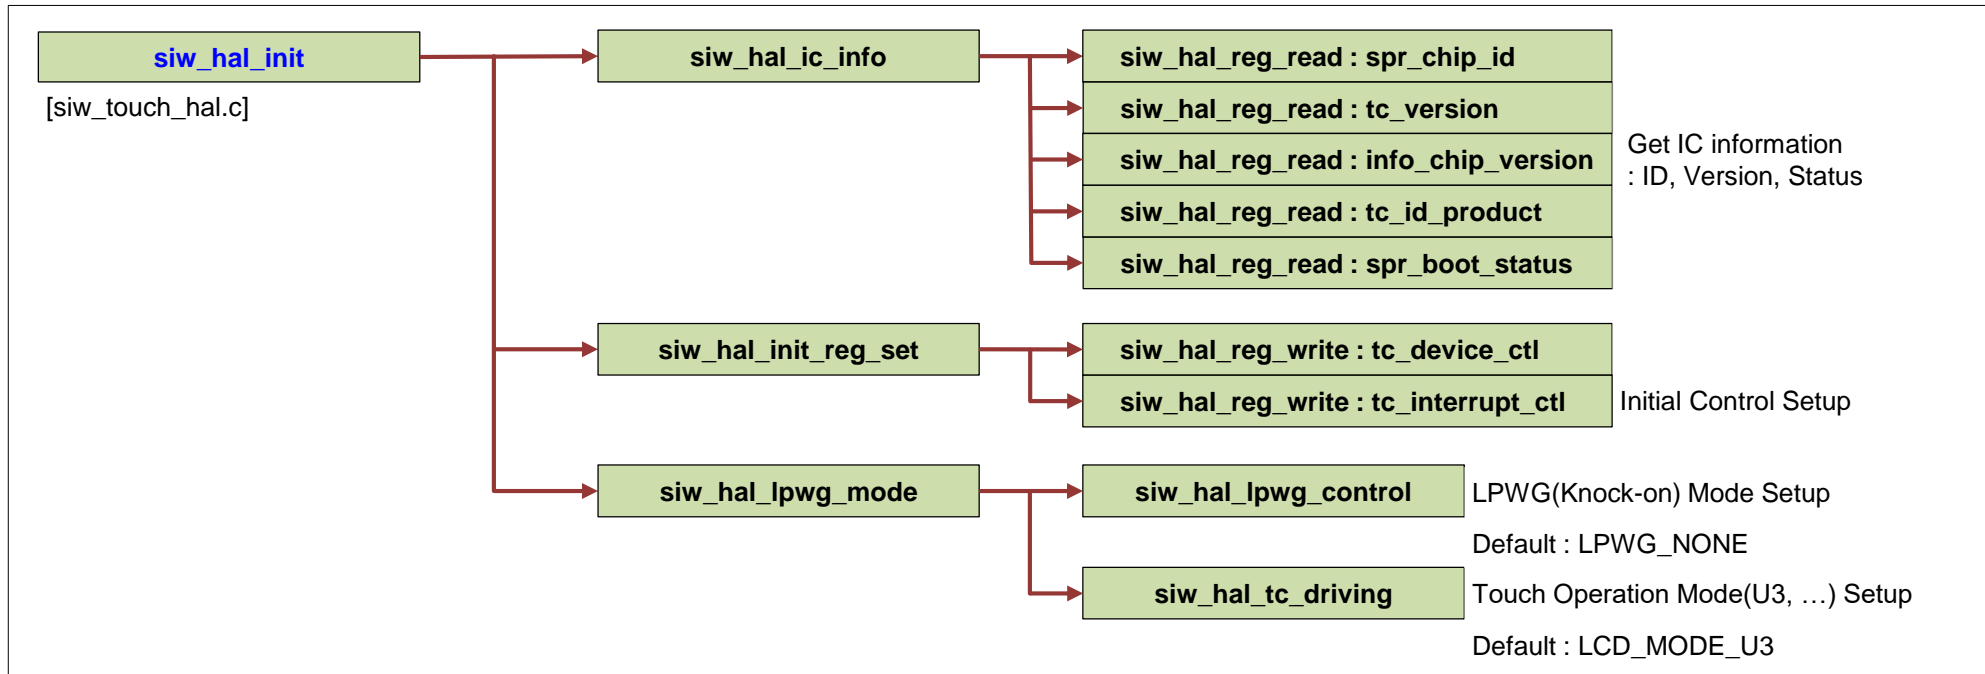 siw_hal_init
[siw_touch_hal.c]
siw_hal_ic_info
siw_hal_reg_read : spr_chip_id
siw_hal_reg_read : tc_version
siw_hal_reg_read : info_chip_version
siw_hal_reg_read : tc_id_product
siw_hal_reg_read : spr_boot_status
Get IC information
: ID, Version, Status
siw_hal_init_reg_set
siw_hal_reg_write : tc_device_ctl
siw_hal_reg_write : tc_interrupt_ctl
Initial Control Setup
siw_hal_lpwg_mode
siw_hal_lpwg_control
LPWG(Knock-on) Mode Setup
Default : LPWG_NONE
siw_hal_tc_driving
Touch Operation Mode(U3, …) Setup
Default : LCD_MODE_U3